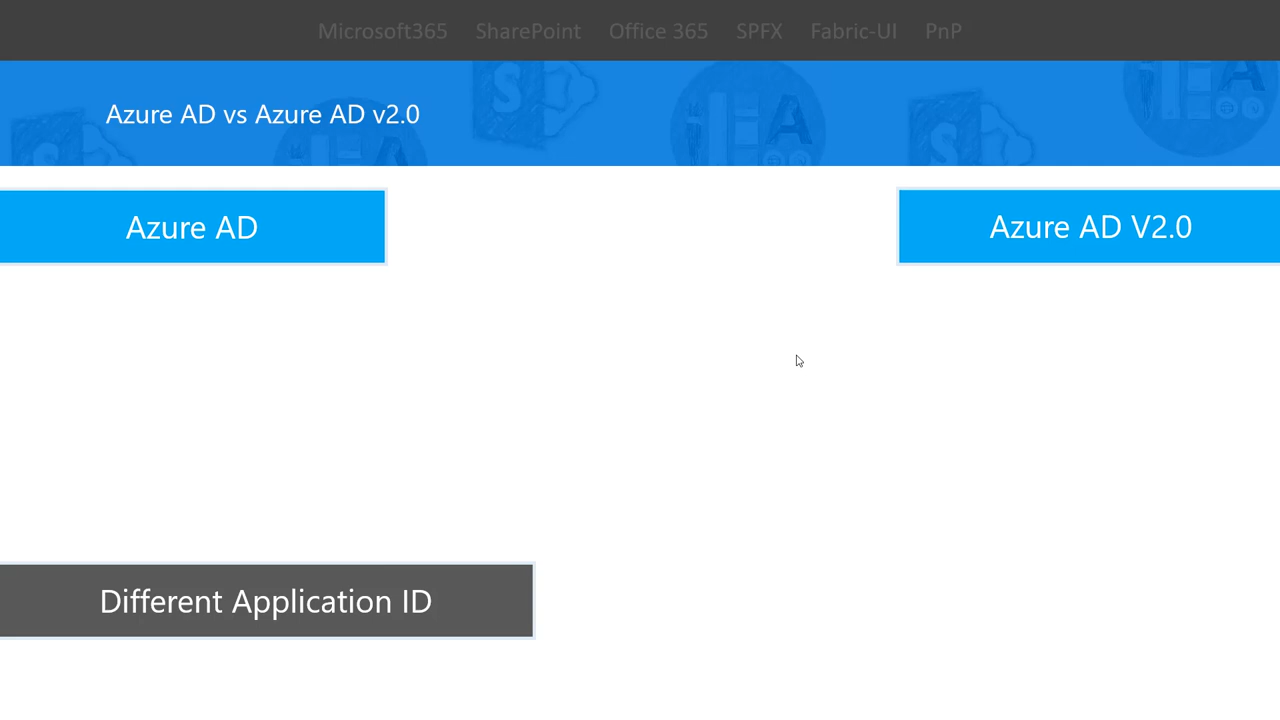 Microsoft365 SharePoint Office 365 SPFX Fabric-UI PnP
Azure AD vs Azure AD v2.0
Azure AD
Azure AD V2.0
Different Application ID